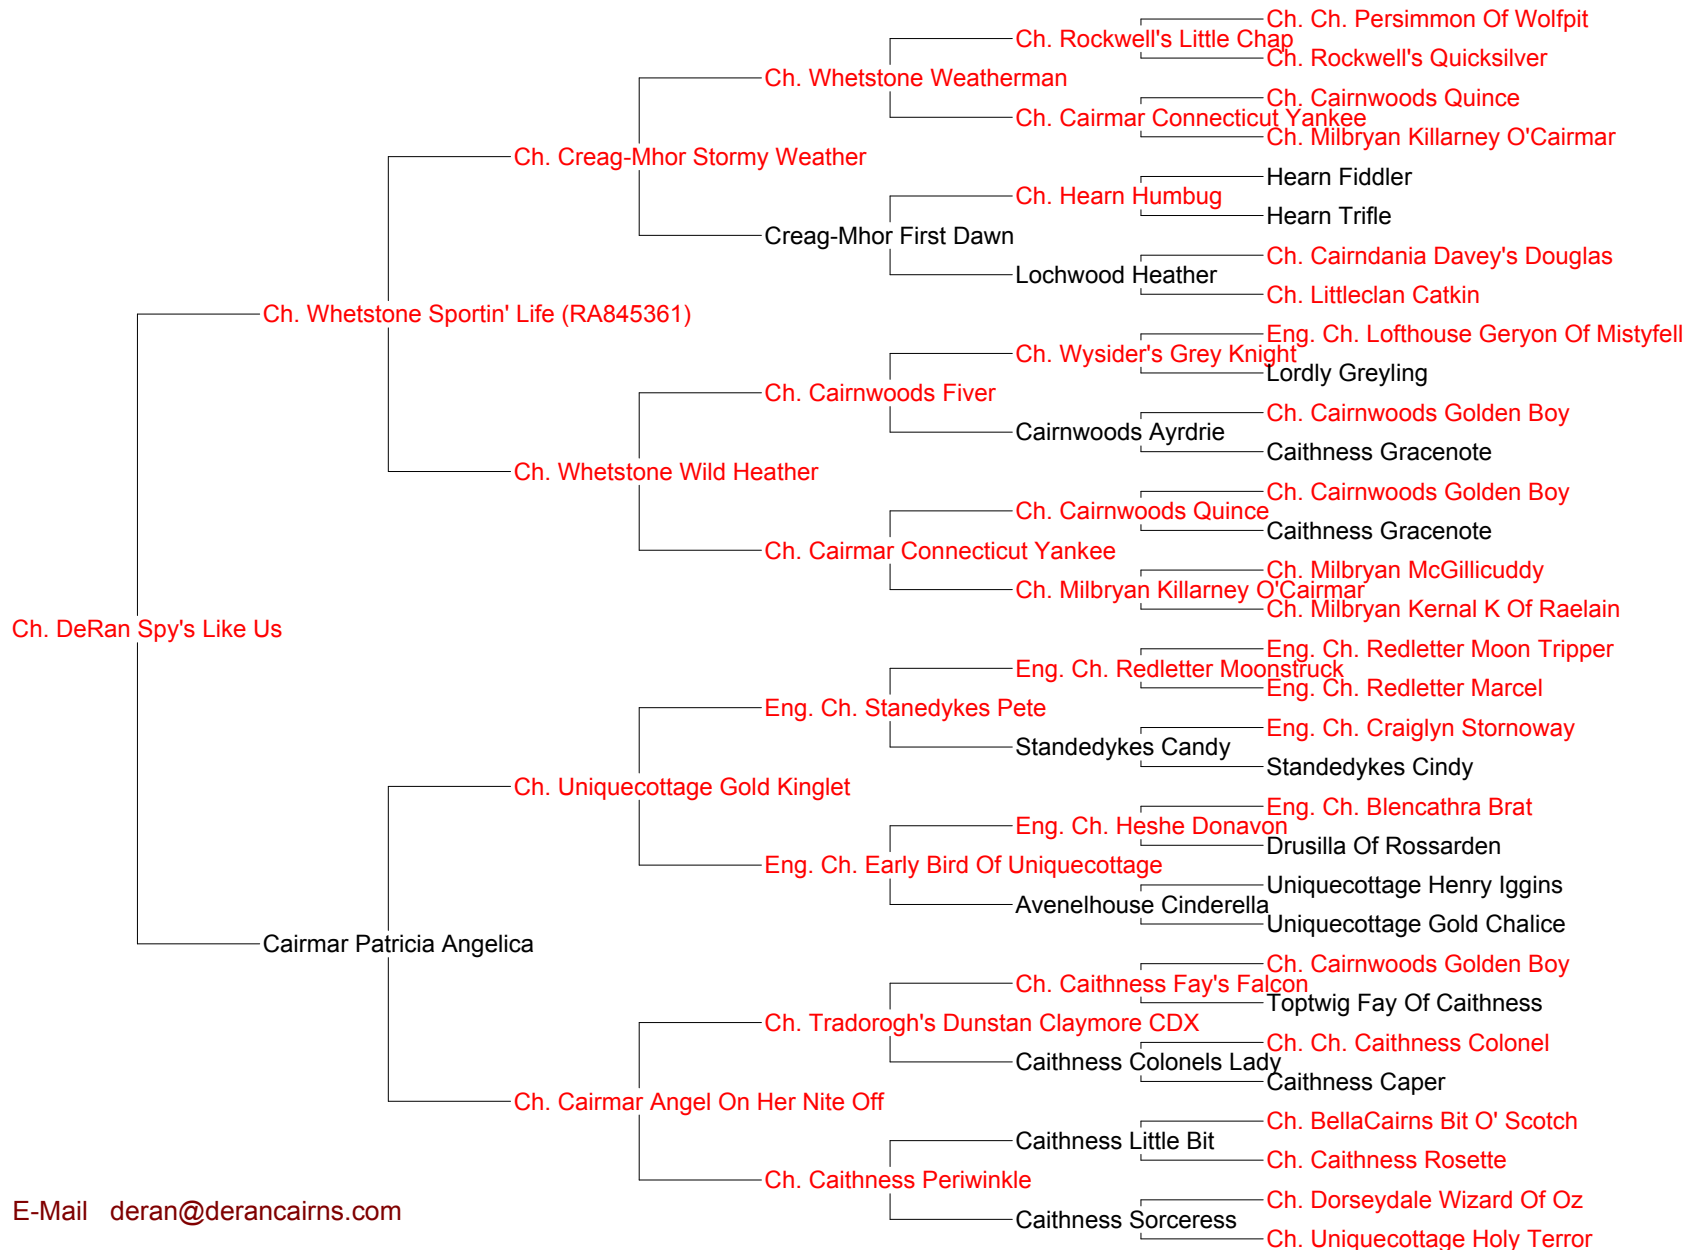 Ch. Ch. Persimmon Of Wolfpit
Ch. Rockwell's Little Chap
Ch. Rockwell's Quicksilver
Ch. Whetstone Weatherman
Ch. Cairnwoods Quince
Ch. Cairmar Connecticut Yankee
Ch. Milbryan Killarney O'Cairmar
Ch. Creag-Mhor Stormy Weather
Hearn Fiddler
Ch. Hearn Humbug
Hearn Trifle
Creag-Mhor First Dawn
Ch. Cairndania Davey's Douglas
Lochwood Heather
Ch. Littleclan Catkin
Ch. Whetstone Sportin' Life (RA845361)
Eng. Ch. Lofthouse Geryon Of Mistyfell
Ch. Wysider's Grey Knight
Lordly Greyling
Ch. Cairnwoods Fiver
Ch. Cairnwoods Golden Boy
Cairnwoods Ayrdrie
Caithness Gracenote
Ch. Whetstone Wild Heather
Ch. Cairnwoods Golden Boy
Ch. Cairnwoods Quince
Caithness Gracenote
Ch. Cairmar Connecticut Yankee
Ch. Milbryan McGillicuddy
Ch. Milbryan Killarney O'Cairmar
Ch. Milbryan Kernal K Of Raelain
Ch. DeRan Spy's Like Us
Eng. Ch. Redletter Moon Tripper
Eng. Ch. Redletter Moonstruck
Eng. Ch. Redletter Marcel
Eng. Ch. Stanedykes Pete
Eng. Ch. Craiglyn Stornoway
Standedykes Candy
Standedykes Cindy
Ch. Uniquecottage Gold Kinglet
Eng. Ch. Blencathra Brat
Eng. Ch. Heshe Donavon
Drusilla Of Rossarden
Eng. Ch. Early Bird Of Uniquecottage
Uniquecottage Henry Iggins
Avenelhouse Cinderella
Uniquecottage Gold Chalice
Cairmar Patricia Angelica
Ch. Cairnwoods Golden Boy
Ch. Caithness Fay's Falcon
Toptwig Fay Of Caithness
Ch. Tradorogh's Dunstan Claymore CDX
Ch. Ch. Caithness Colonel
Caithness Colonels Lady
Caithness Caper
Ch. Cairmar Angel On Her Nite Off
Ch. BellaCairns Bit O' Scotch
Caithness Little Bit
Ch. Caithness Rosette
Ch. Caithness Periwinkle
Ch. Dorseydale Wizard Of Oz
Caithness Sorceress
Ch. Uniquecottage Holy Terror
E-Mail deran@derancairns.com